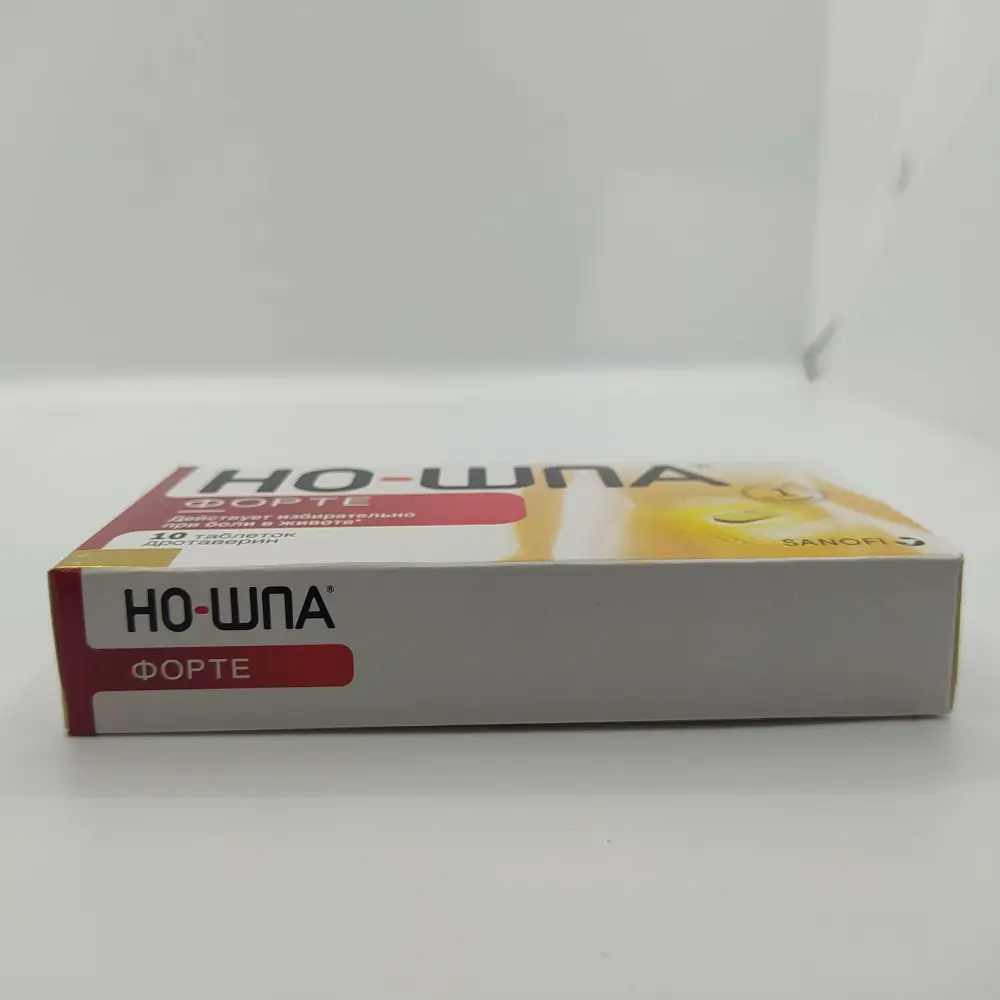 НО-ШПА®
ФОРТЕ
Действует избирательно
при боли в животе*
10 таблеток
дротаверин
SANOFI
НО-ШПА®
ФОРТЕ